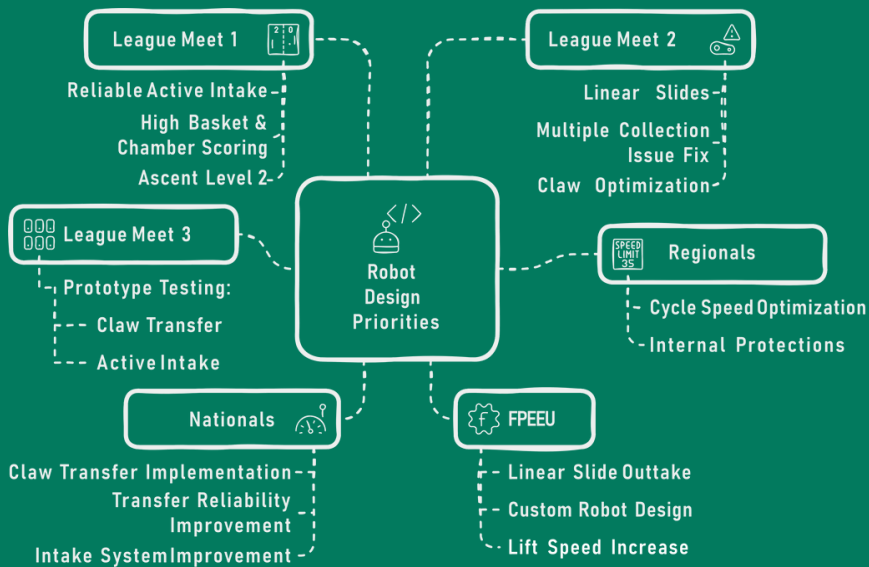 League Meet 1
2 0
Reliable Active Intake
High Basket &
Chamber Scoring
Ascent Level 2
League Meet 2
Linear Slides
Multiple Collection
Issue Fix
Claw Optimization
</>
Robot
Design
Priorities
League Meet 3
Prototype Testing:
Claw Transfer
Active Intake
SPEED
LIMIT
35
Regionals
Cycle Speed Optimization
Internal Protections
Nationals
Claw Transfer Implementation
Transfer Reliability
Improvement
Intake System Improvement
f
FPEEU
Linear Slide Outtake
Custom Robot Design
Lift Speed Increase